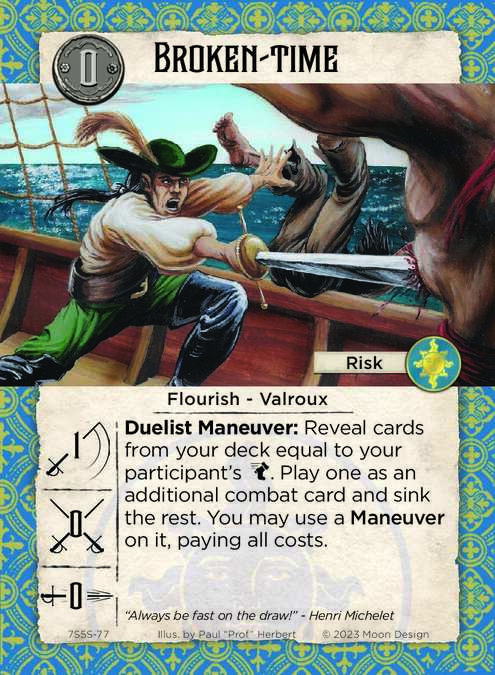 0
BROKEN-TIME
Risk
Flourish - Valroux
1
0
0
Duelist Maneuver: Reveal cards
from your deck equal to your
participant's . Play one as an
additional combat card and sink
the rest. You may use a Maneuver
on it, paying all costs.
"Always be fast on the draw!" - Henri Michelet
7S5S-77 Illus. by Paul "Prof" Herbert © 2023 Moon Design